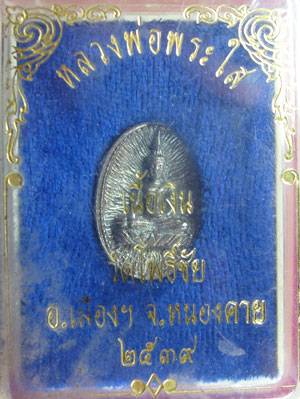 หลวงพ่อพระใส
เนื้อเงิน
วัดโพธิ์ชัย
อ.เมืองฯ จ.หนองคาย
๒๕๓๙